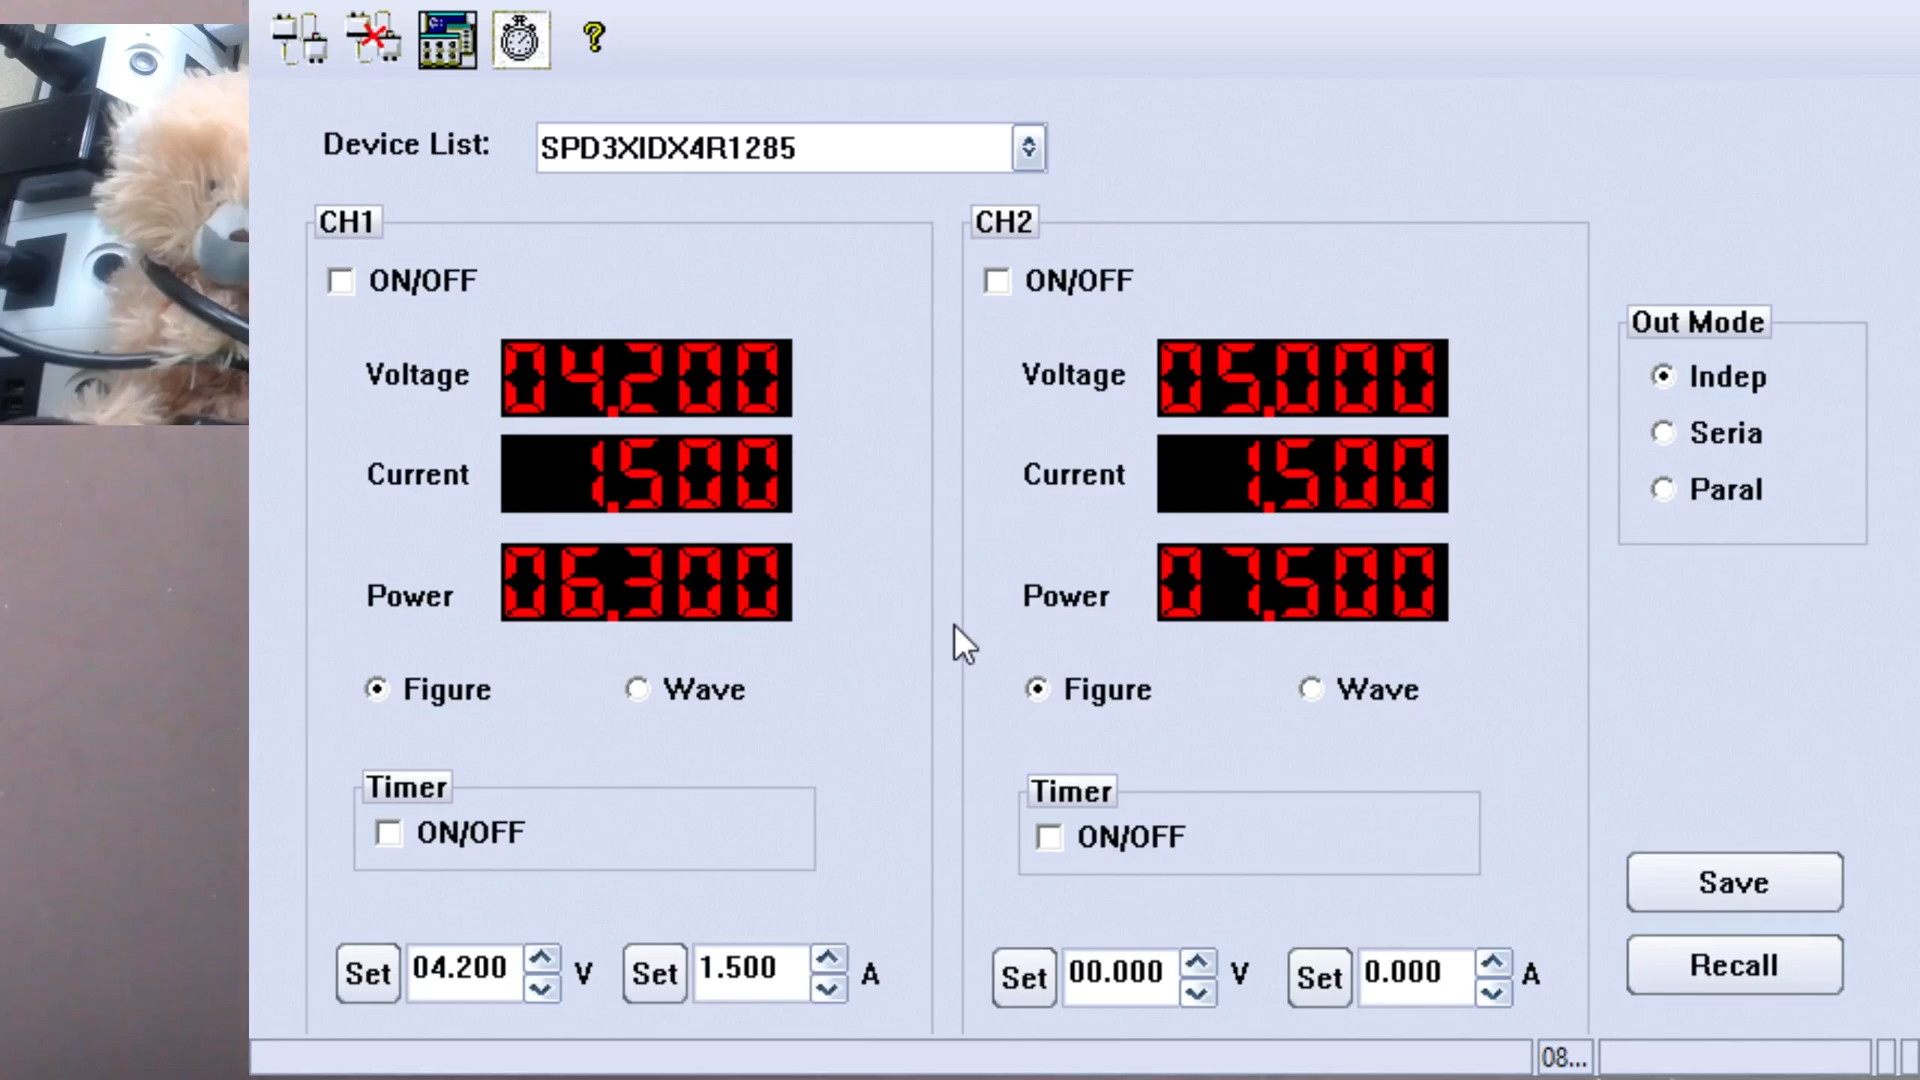 Device List: SPD3XIDX4R1285
CH1
ON/OFF
Voltage 04.200
Current 1.500
Power 06.300
Figure Wave
Timer
ON/OFF
Set 04.200 V Set 1.500 A
CH2
ON/OFF
Voltage 05.000
Current 1.500
Power 07.500
Figure Wave
Timer
ON/OFF
Set 00.000 V Set 0.000 A
Out Mode
Indep
Seria
Paral
Save
Recall
08...